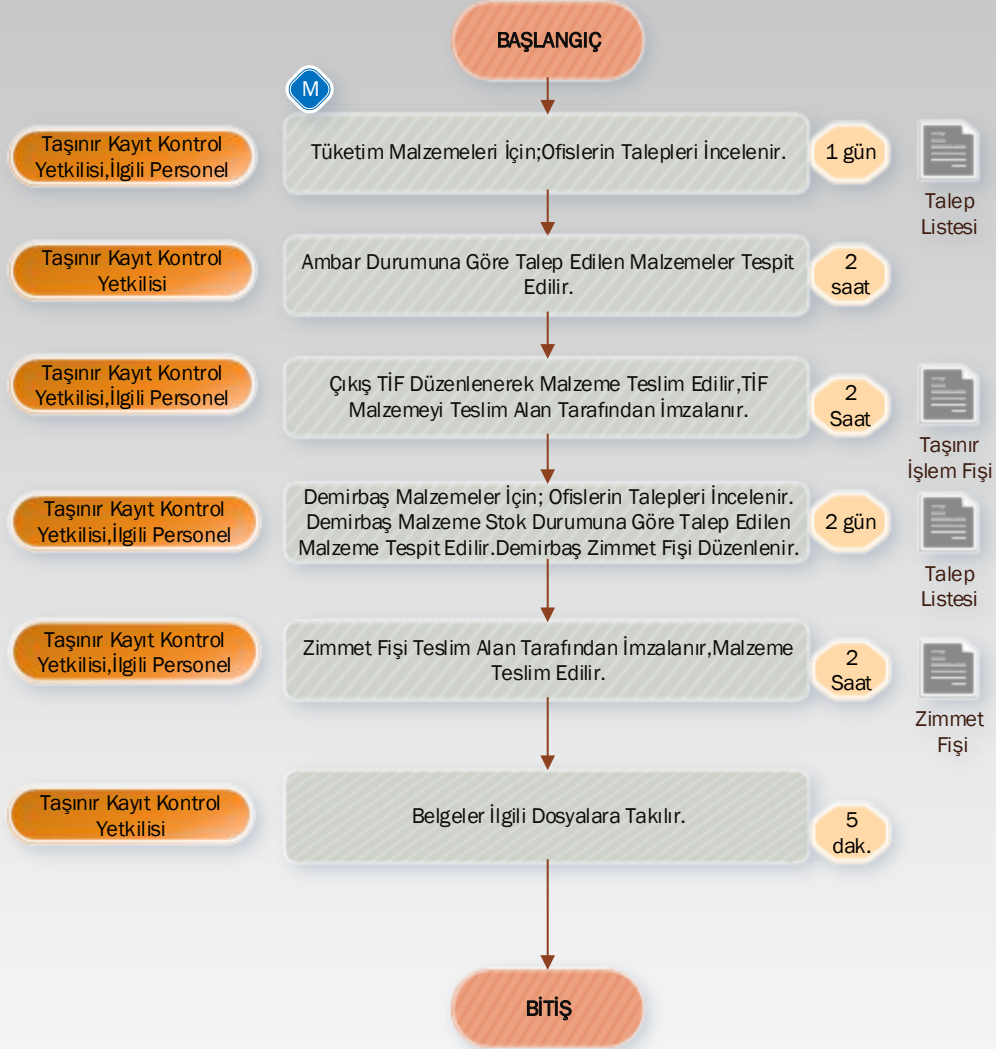 BAŞLANGIÇ
M
Taşınır Kayıt Kontrol
Yetkilisi,İlgili Personel
Tüketim Malzemeleri İçin;Ofislerin Talepleri İncelenir.
1 gün
Talep
Listesi
Taşınır Kayıt Kontrol
Yetkilisi
Ambar Durumuna Göre Talep Edilen Malzemeler Tespit
Edilir.
2
saat
Taşınır Kayıt Kontrol
Yetkilisi,İlgili Personel
Çıkış TİF Düzenlenerek Malzeme Teslim Edilir,TİF
Malzemeyi Teslim Alan Tarafından İmzalanır.
2
Saat
Taşınır
İşlem Fişi
Taşınır Kayıt Kontrol
Yetkilisi,İlgili Personel
Demirbaş Malzemeler İçin; Ofislerin Talepleri İncelenir.
Demirbaş Malzeme Stok Durumuna Göre Talep Edilen
Malzeme Tespit Edilir.Demirbaş Zimmet Fişi Düzenlenir.
2 gün
Talep
Listesi
Taşınır Kayıt Kontrol
Yetkilisi,İlgili Personel
Zimmet Fişi Teslim Alan Tarafından İmzalanır,Malzeme
Teslim Edilir.
2
Saat
Zimmet
Fişi
Taşınır Kayıt Kontrol
Yetkilisi
Belgeler İlgili Dosyalara Takılır.
5
dak.
BİTİŞ